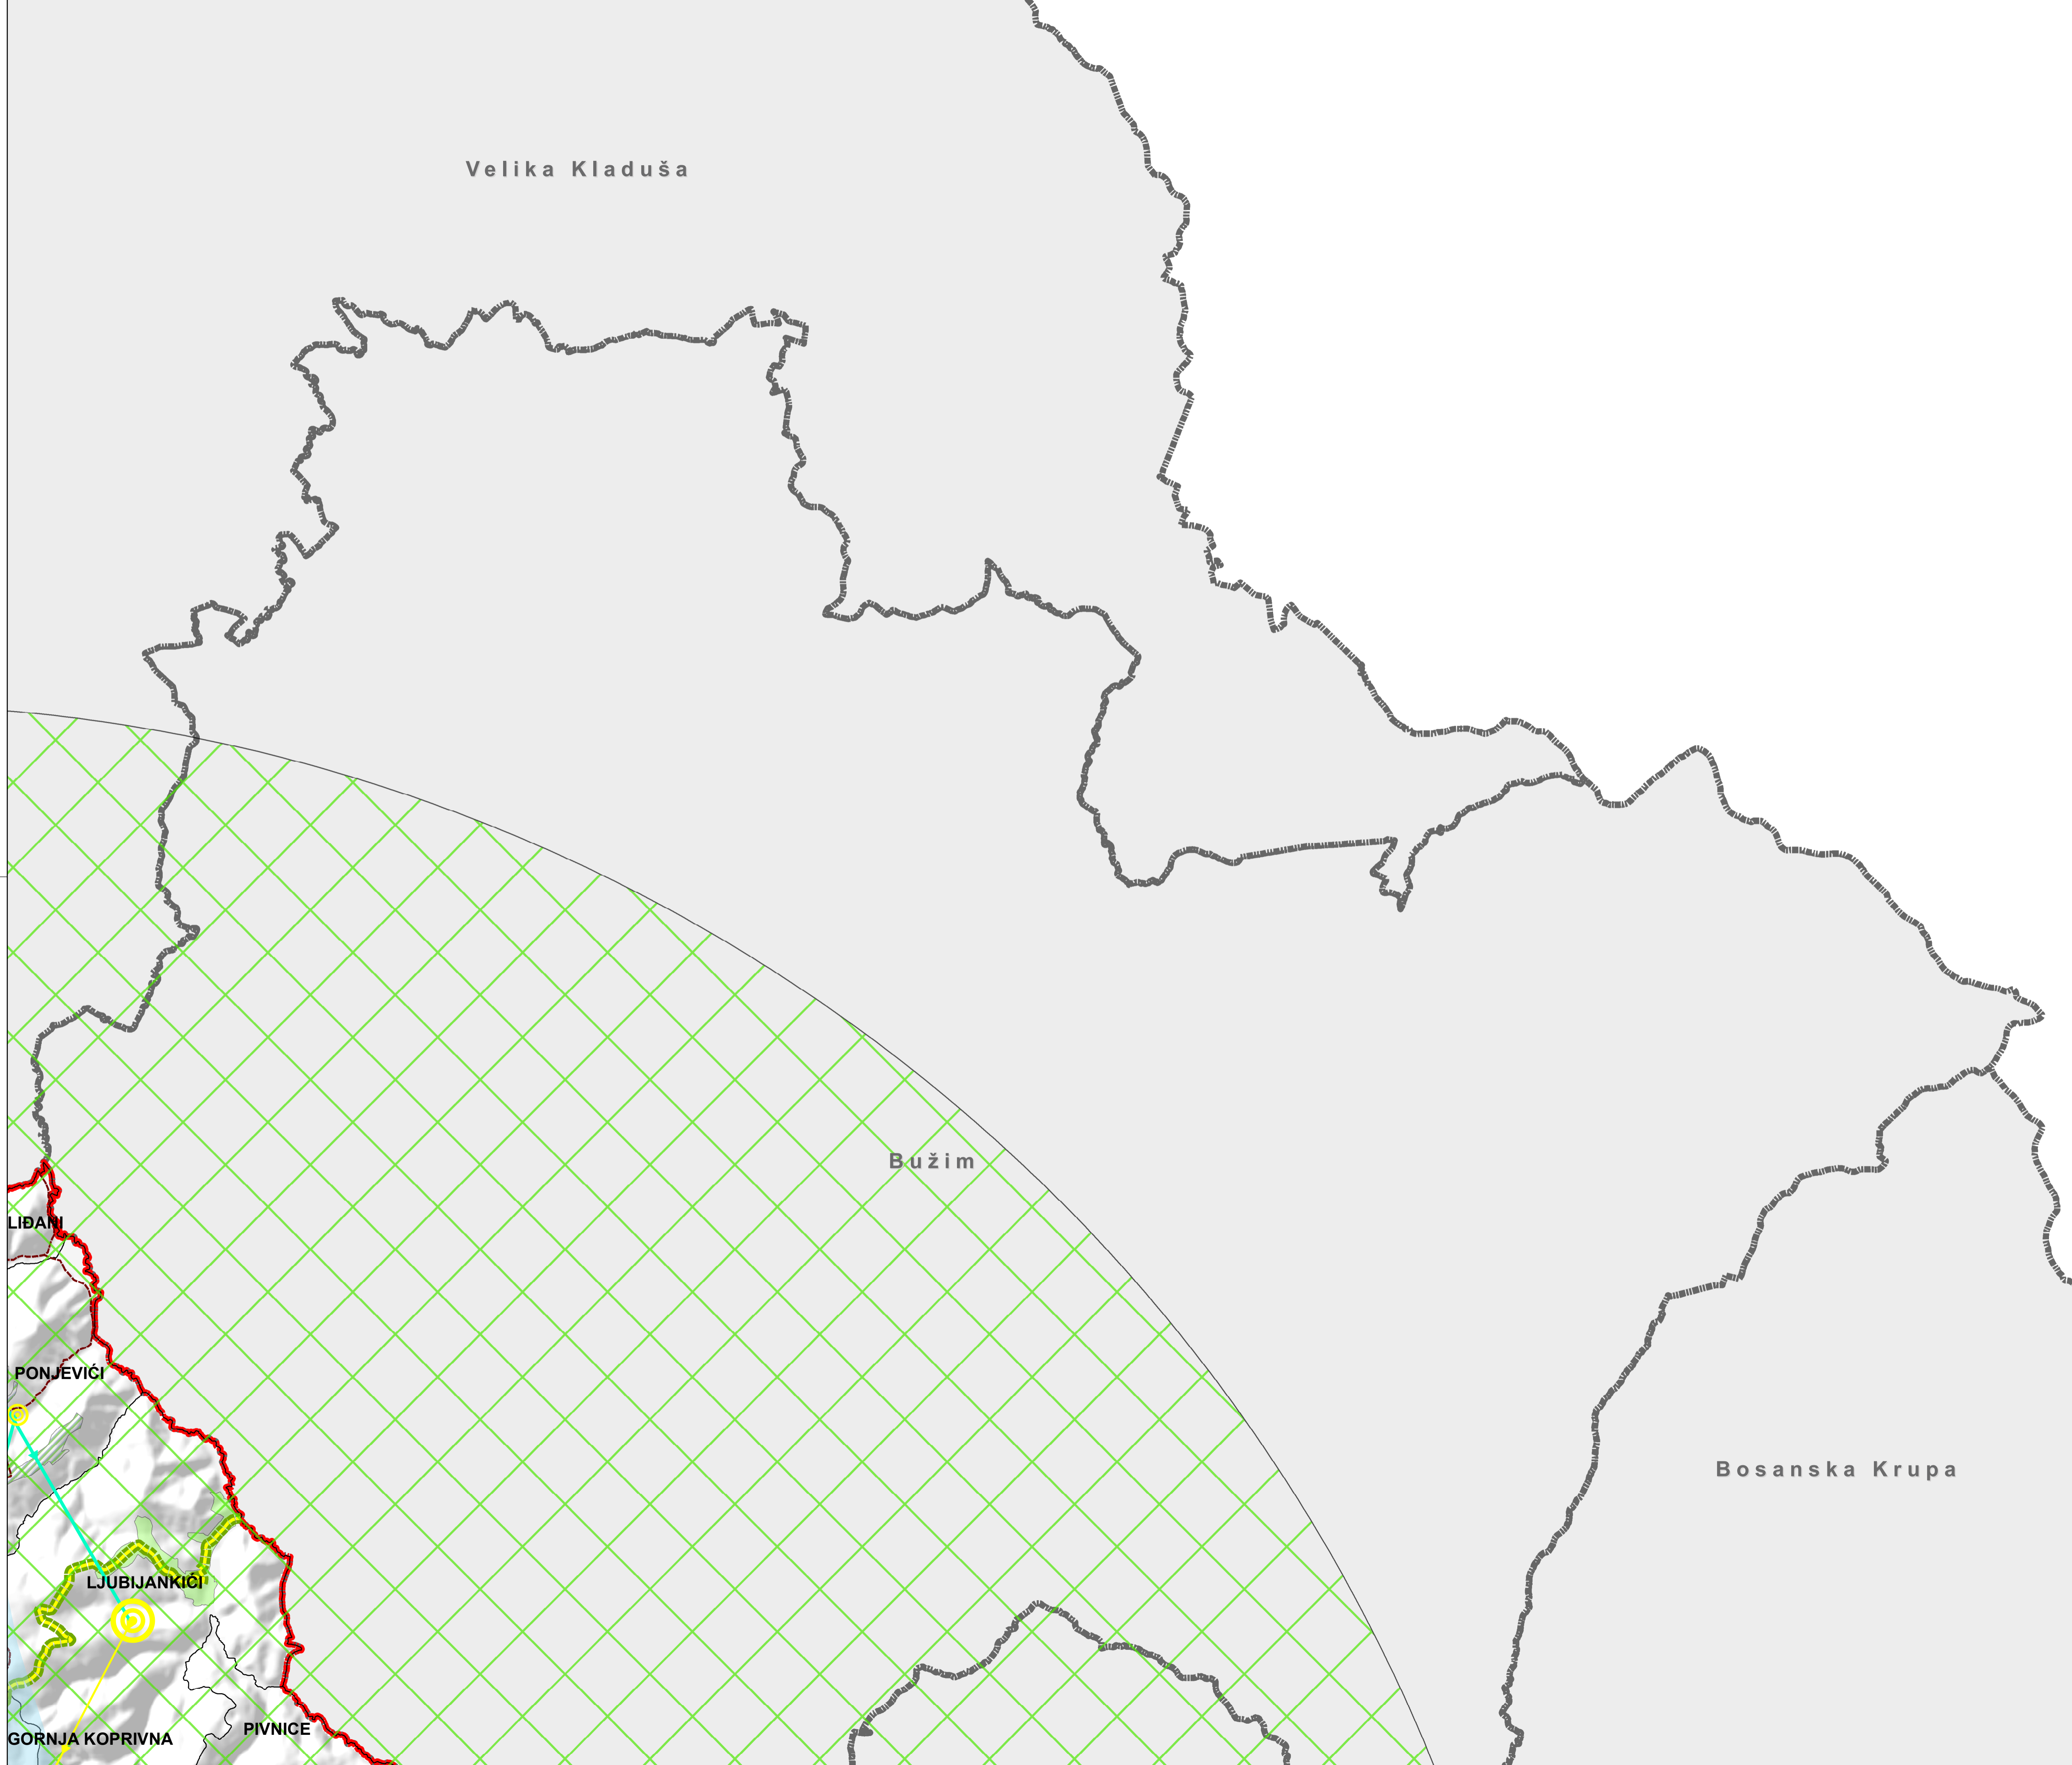 Velika Kladuša
Bužim
LIĐANI
PONJEVIĆI
Bosanska Krupa
LJUBIJANKIĆI
PIVNICE
GORNJA KOPRIVNA